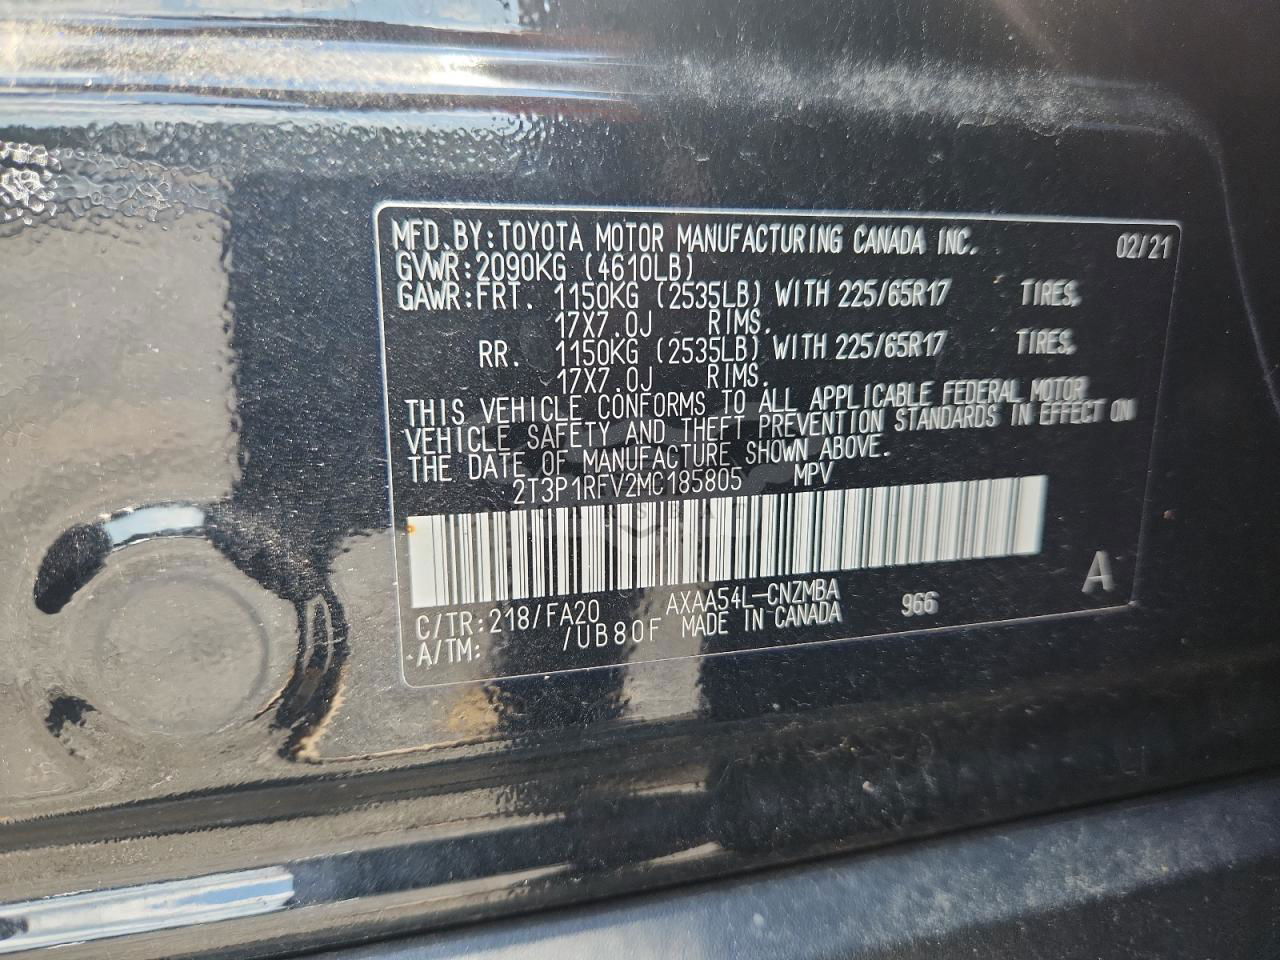 MFD.BY:TOYOTA MOTOR MANUFACTURING CANADA INC. 02/21
GVWR:2090KG (4610LB)
GAWR:FRT. 1150KG (2535LB) WITH 225/65R17 TIRES,
17X7.0J RIMS.
RR. 1150KG (2535LB) WITH 225/65R17 TIRES,
17X7.0J RIMS.
THIS VEHICLE CONFORMS TO ALL APPLICABLE FEDERAL MOTOR
VEHICLE SAFETY AND THEFT PREVENTION STANDARDS IN EFFECT ON
THE DATE OF MANUFACTURE SHOWN ABOVE.
2T3P1RFV2MC185805 MPV
A
C/TR:218/FA20 AXAA54L-CNZMBA 966
A/TM: /UB80F MADE IN CANADA